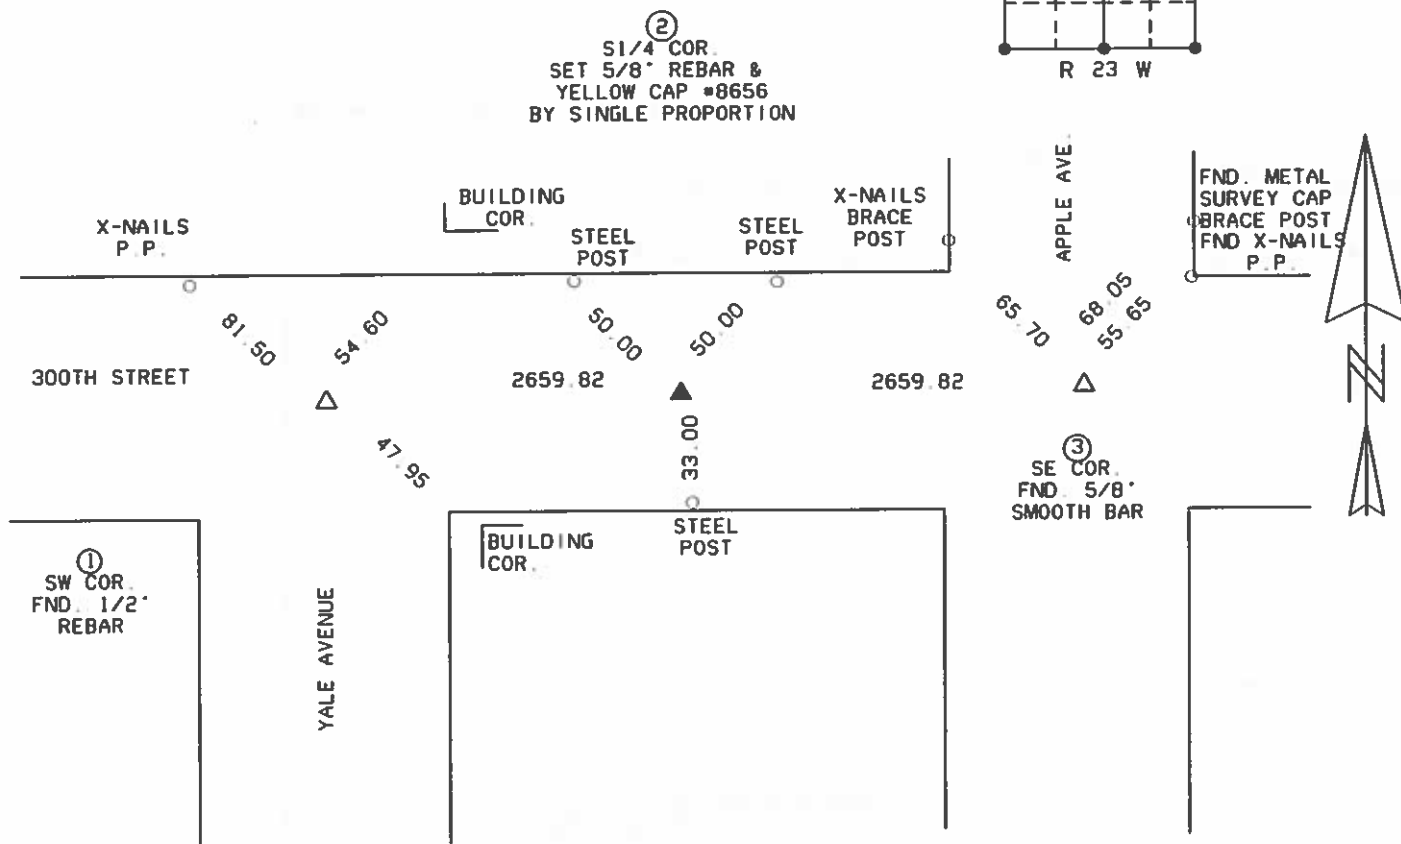 2
S1/4 COR.
SET 5/8" REBAR &
YELLOW CAP #8656
BY SINGLE PROPORTION
R 23 W
X-NAILS
P.P.
BUILDING
COR.
STEEL
POST
STEEL
POST
X-NAILS
BRACE
POST
APPLE AVE.
FND. METAL
SURVEY CAP
BRACE POST
FND X-NAILS
P.P.
81.50
54.60
50.00
50.00
65.70
68.05
55.65
300TH STREET
2659.82
2659.82
N
47.95
33.00
3
SE COR.
FND. 5/8"
SMOOTH BAR
STEEL
POST
BUILDING
COR.
1
SW COR.
FND. 1/2"
REBAR
YALE AVENUE